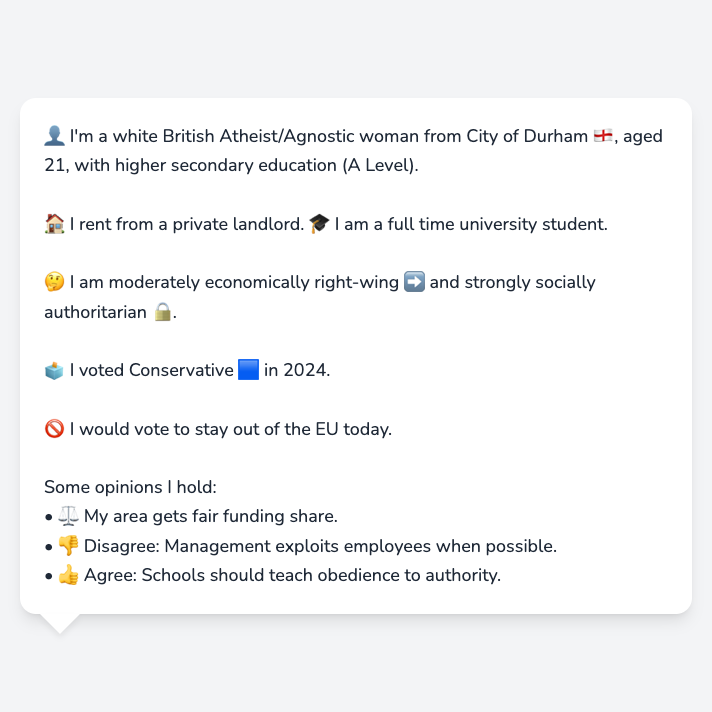 👤 I'm a white British Atheist/Agnostic woman from City of Durham 🏴󠁧󠁢󠁥󠁮󠁧󠁿, aged
21, with higher secondary education (A Level).
🏠 I rent from a private landlord. 🎓 I am a full time university student.
🤔 I am moderately economically right-wing ➡️ and strongly socially
authoritarian 🔒.
🗳️ I voted Conservative 🟦 in 2024.
🚫 I would vote to stay out of the EU today.
Some opinions I hold:
• ⚖️ My area gets fair funding share.
• 👎 Disagree: Management exploits employees when possible.
• 👍 Agree: Schools should teach obedience to authority.